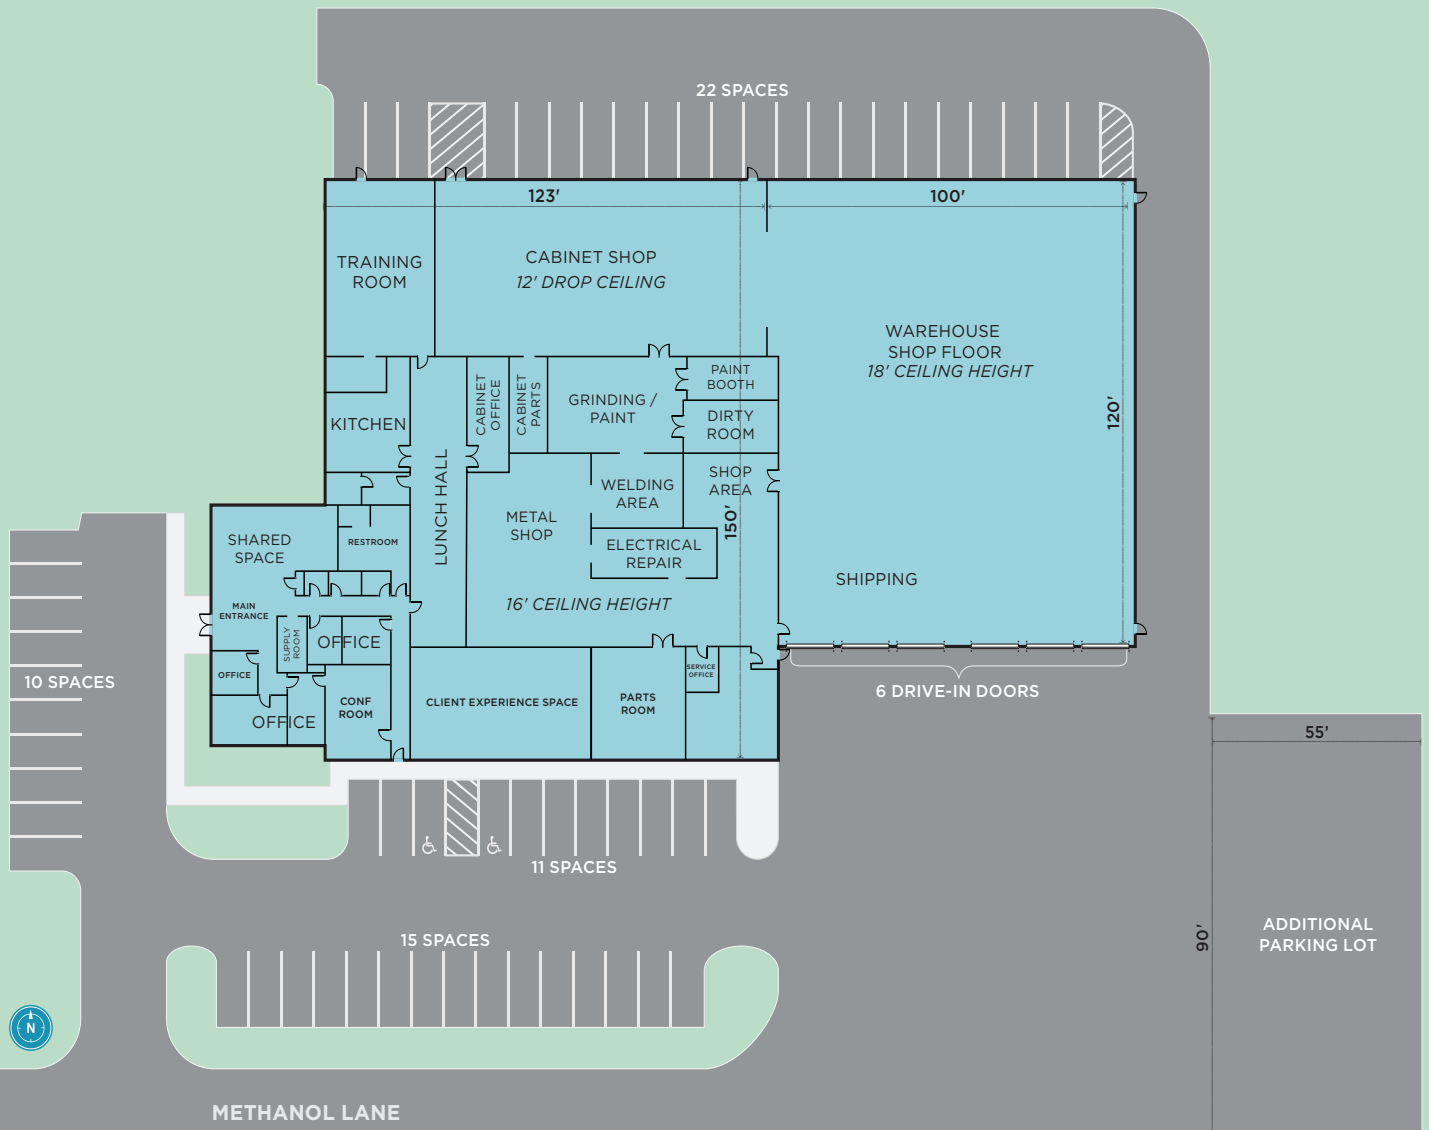 22 SPACES
123'
100'
TRAINING
ROOM
CABINET SHOP
12' DROP CEILING
WAREHOUSE
SHOP FLOOR
18' CEILING HEIGHT
120'
KITCHEN
LUNCH HALL
CABINET
OFFICE
CABINET
PARTS
GRINDING /
PAINT
PAINT
BOOTH
DIRTY
ROOM
SHOP
AREA
WELDING
AREA
METAL
SHOP
ELECTRICAL
REPAIR
150'
16' CEILING HEIGHT
SHIPPING
SHARED
SPACE
RESTROOM
MAIN
ENTRANCE
SUPPLY
ROOM
OFFICE
OFFICE
OFFICE
CONF
ROOM
CLIENT EXPERIENCE SPACE
PARTS
ROOM
SERVICE
OFFICE
6 DRIVE-IN DOORS
10 SPACES
11 SPACES
15 SPACES
55'
90'
ADDITIONAL
PARKING LOT
N
METHANOL LANE